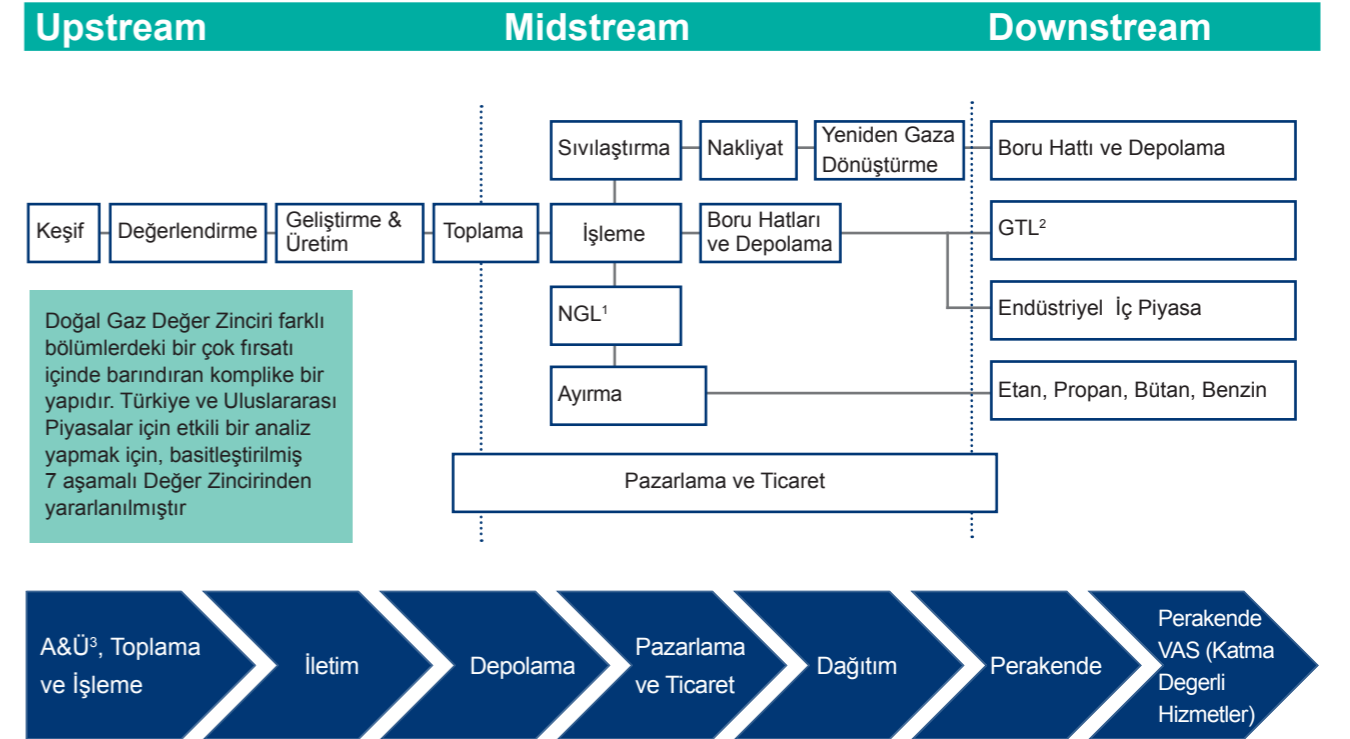 Upstream
Midstream
Downstream
Sıvılaştırma
Nakliyat
Yeniden Gaza
Dönüştürme
Boru Hattı ve Depolama
Keşif
Değerlendirme
Geliştirme &
Üretim
Toplama
İşleme
Boru Hatları
ve Depolama
GTL²
NGL¹
Endüstriyel İç Piyasa
Ayırma
Etan, Propan, Bütan, Benzin
Doğal Gaz Değer Zinciri farklı
bölümlerdeki bir çok fırsatı
içinde barındıran komplike bir
yapıdır. Türkiye ve Uluslararası
Piyasalar için etkili bir analiz
yapmak için, basitleştirilmiş
7 aşamalı Değer Zincirinden
yararlanılmıştır
Pazarlama ve Ticaret
A&Ü³, Toplama
ve İşleme
İletim
Depolama
Pazarlama
ve Ticaret
Dağıtım
Perakende
Perakende
VAS (Katma
Degerli
Hizmetler)